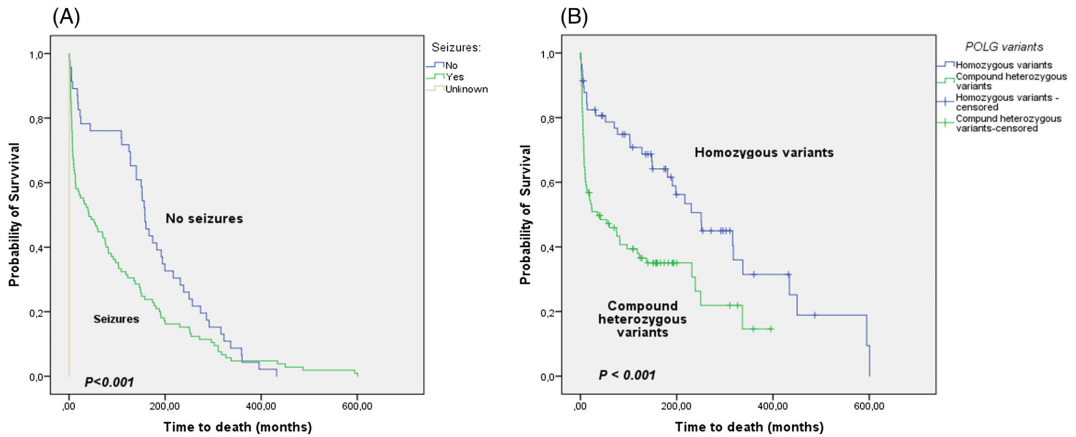 (A)
Probability of Survvival
1,0
0,8
0,6
0,4
0,2
0,0
,00
200,00
400,00
600,00
Time to death (months)
No seizures
Seizures
P<0.001
Seizures:
No
Yes
Unknown
(B)
Probability of Survival
1,0
0,8
0,6
0,4
0,2
0,0
,00
200,00
400,00
600,00
Time to death (months)
Homozygous variants
Compound
heterozygous
variants
P < 0.001
POLG variants
Homozygous variants
Compound heterozygous
variants
Homozygous variants -
censored
Compund heterozygous
variants-censored